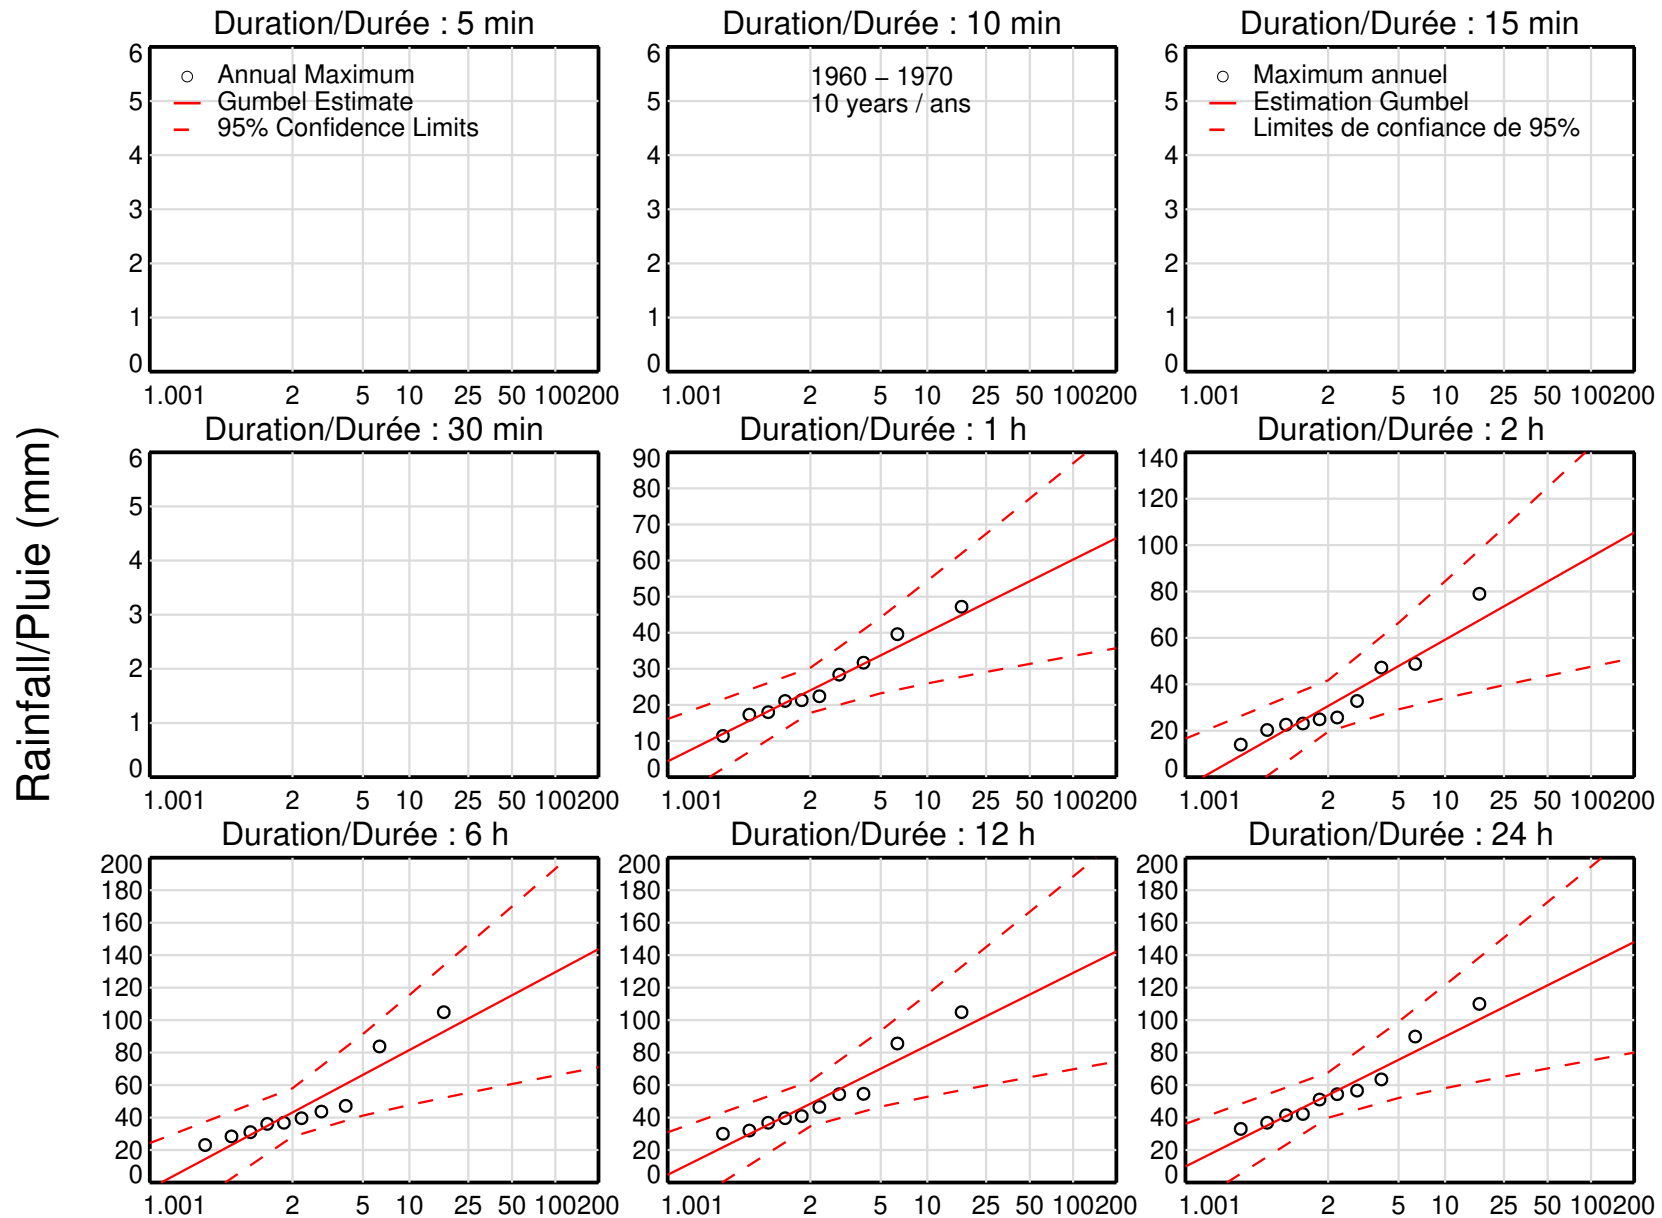 Rainfall/Pluie (mm)
Duration/Durée : 5 min
6
5
4
3
2
1
0
Annual Maximum
Gumbel Estimate
95% Confidence Limits
1.001 2 5 10 25 50 100 200
Duration/Durée : 10 min
6
5
4
3
2
1
0
1960 – 1970
10 years / ans
1.001 2 5 10 25 50 100 200
Duration/Durée : 15 min
6
5
4
3
2
1
0
Maximum annuel
Estimation Gumbel
Limites de confiance de 95%
1.001 2 5 10 25 50 100 200
Duration/Durée : 30 min
6
5
4
3
2
1
0
1.001 2 5 10 25 50 100 200
Duration/Durée : 1 h
90
80
70
60
50
40
30
20
10
0
1.001 2 5 10 25 50 100 200
Duration/Durée : 2 h
140
120
100
80
60
40
20
0
1.001 2 5 10 25 50 100 200
Duration/Durée : 6 h
200
180
160
140
120
100
80
60
40
20
0
1.001 2 5 10 25 50 100 200
Duration/Durée : 12 h
200
180
160
140
120
100
80
60
40
20
0
1.001 2 5 10 25 50 100 200
Duration/Durée : 24 h
200
180
160
140
120
100
80
60
40
20
0
1.001 2 5 10 25 50 100 200